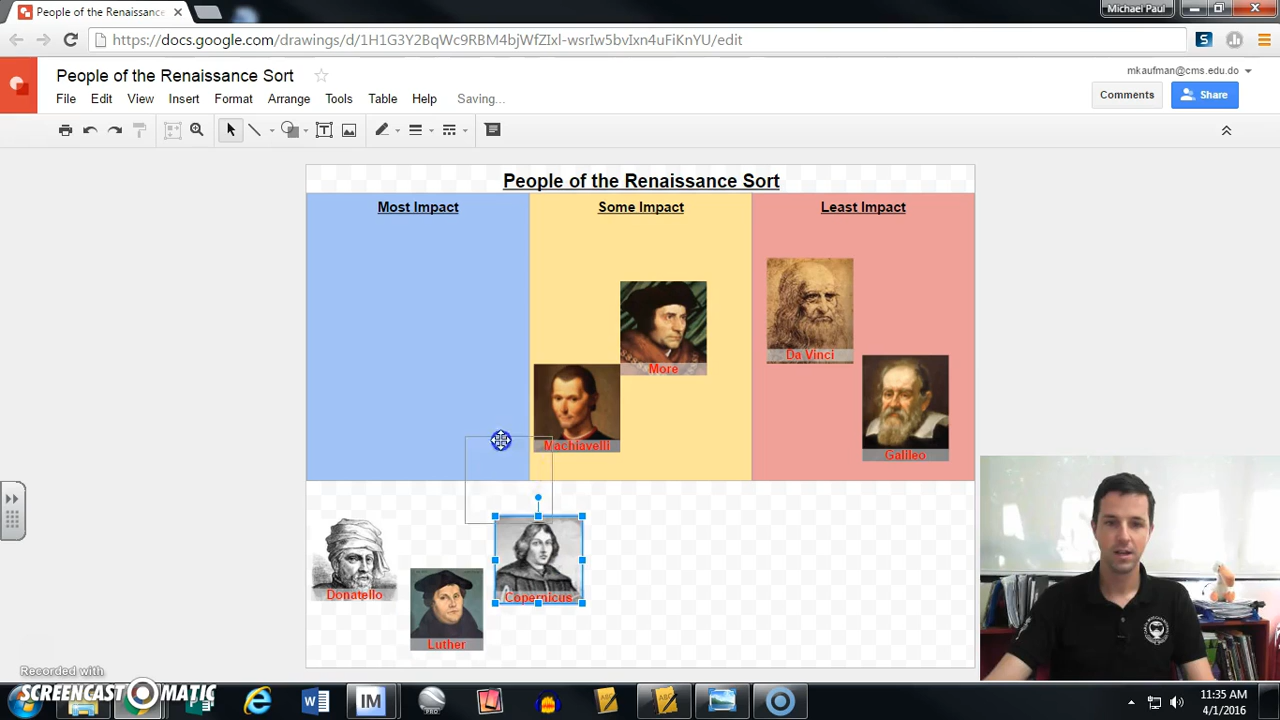 People of the Renaissance
Michael Paul
https://docs.google.com/drawings/d/1H1G3Y2BqWc9RBM4bjWfZIxl-wsrIw5bvIxn4uFiKnYU/edit
mkaufman@cms.edu.do
People of the Renaissance Sort
Comments
Share
File Edit View Insert Format Arrange Tools Table Help Saving...
People of the Renaissance Sort
Most Impact Some Impact Least Impact
Da Vinci
More
Machiavelli
Galileo
Donatello
Copernicus
Luther
Recorded with
SCREENCAST-O-MATIC
11:35 AM
4/1/2016